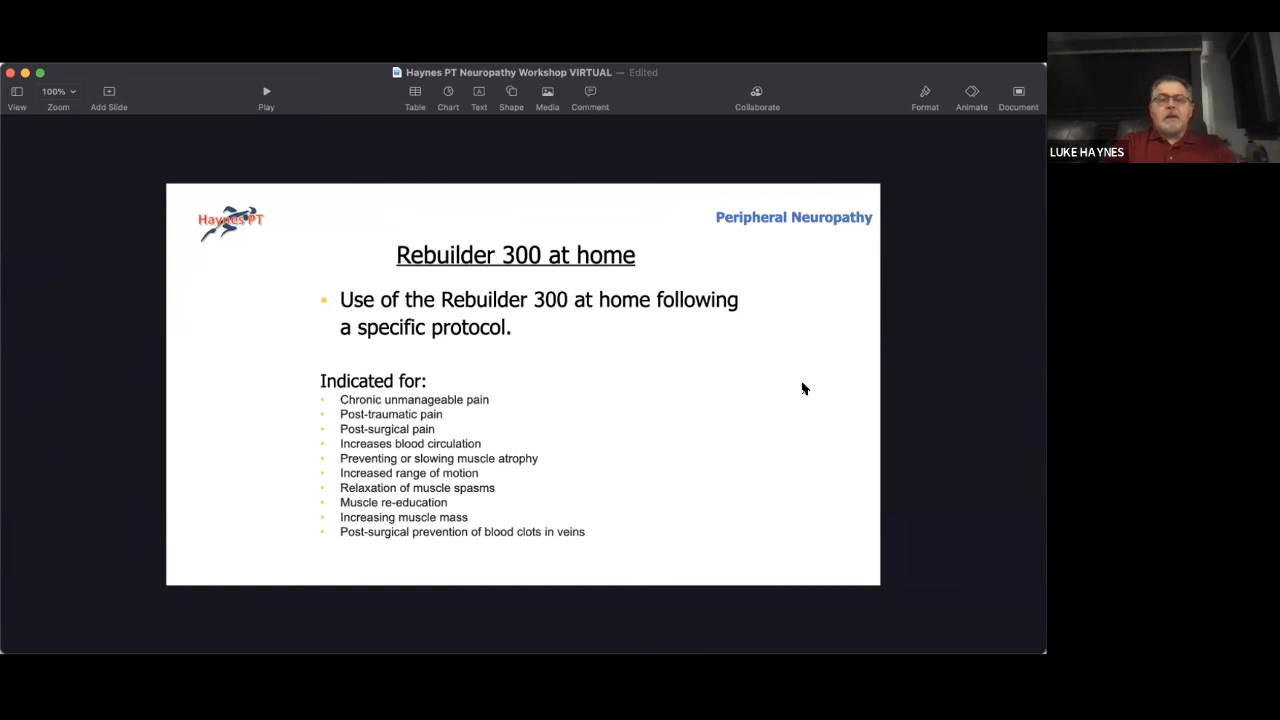 Haynes PT Neuropathy Workshop VIRTUAL — Edited
View
100%
Zoom
Add Slide
Play
Table
Chart
Text
Shape
Media
Comment
Collaborate
Format
Animate
Document
LUKE HAYNES
Haynes PT
Peripheral Neuropathy
Rebuilder 300 at home
• Use of the Rebuilder 300 at home following
a specific protocol.
Indicated for:
• Chronic unmanageable pain
• Post-traumatic pain
• Post-surgical pain
• Increases blood circulation
• Preventing or slowing muscle atrophy
• Increased range of motion
• Relaxation of muscle spasms
• Muscle re-education
• Increasing muscle mass
• Post-surgical prevention of blood clots in veins